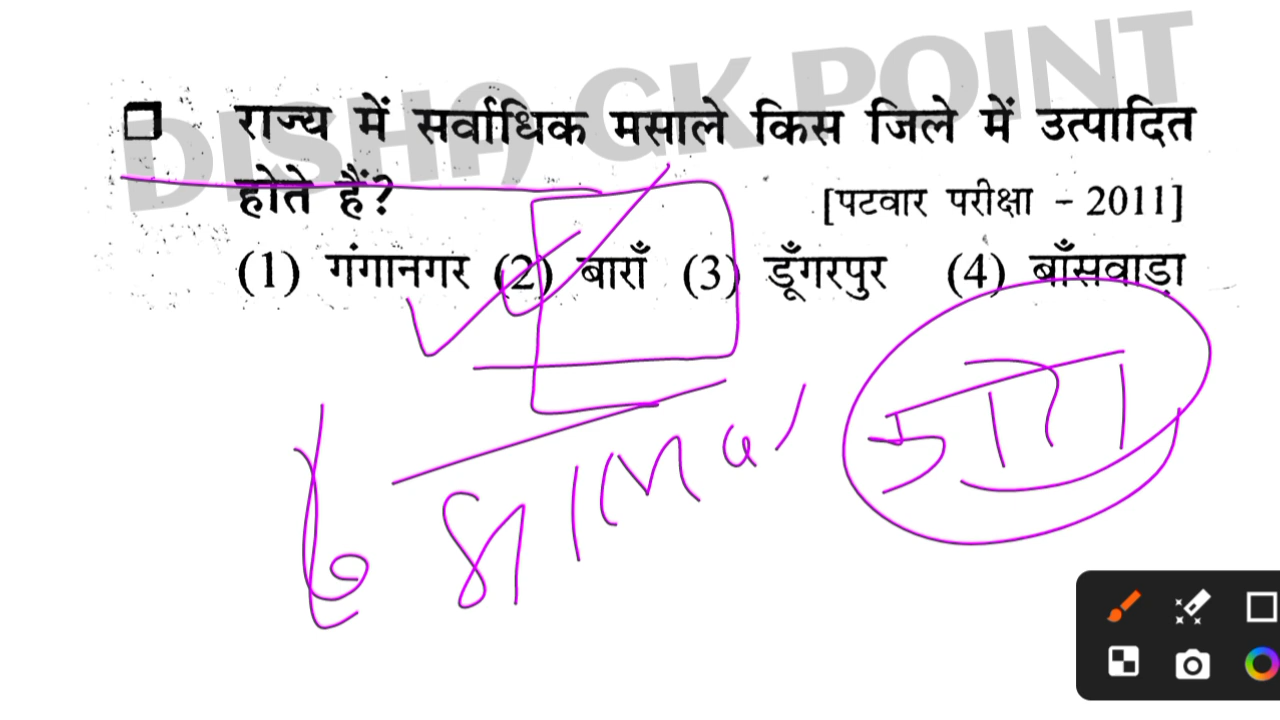 DISHA GK POINT
राज्य में सर्वाधिक मसाले किस जिले में उत्पादित
होते हैं? [पटवार परीक्षा - 2011]
(1) गंगानगर (2) बाराँ (3) डूँगरपुर (4) बाँसवाड़ा